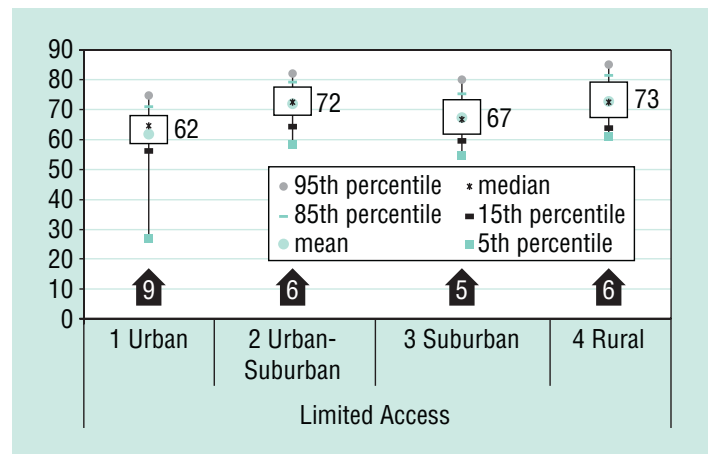 90
80
70
60
50
40
30
20
10
0
62
72
67
73
95th percentile
median
85th percentile
15th percentile
mean
5th percentile
9
6
5
6
1 Urban
2 Urban-
Suburban
3 Suburban
4 Rural
Limited Access